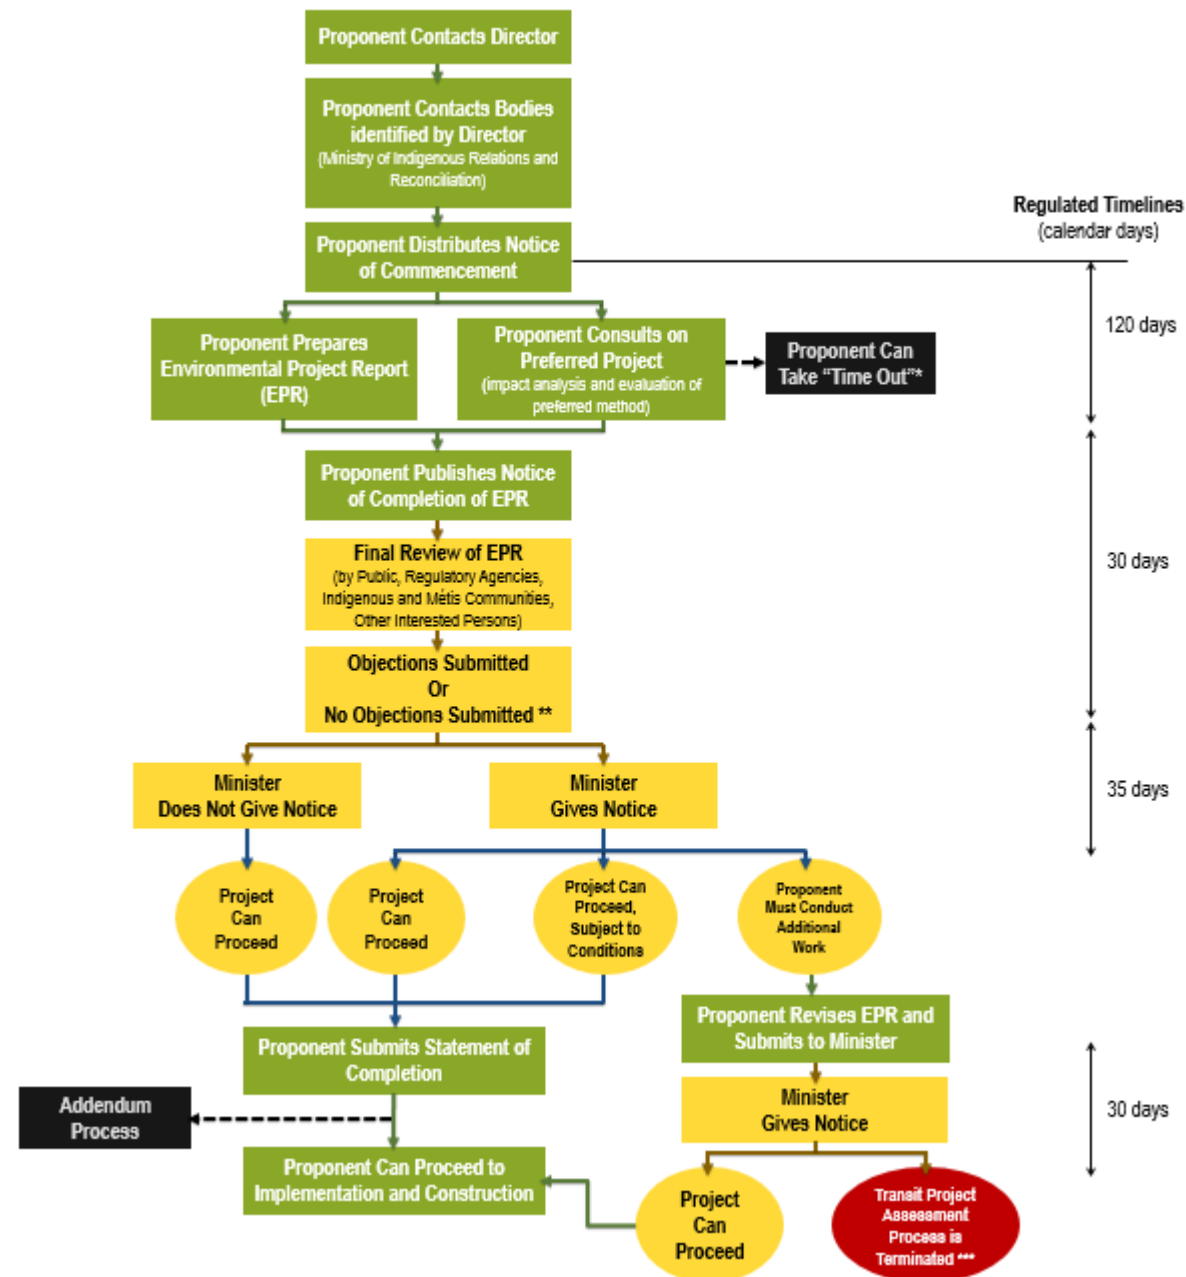 Proponent Contacts Director
Proponent Contacts Bodies
identified by Director
(Ministry of Indigenous Relations and
Reconciliation)
Regulated Timelines
(calendar days)
Proponent Distributes Notice
of Commencement
120 days
Proponent Prepares
Environmental Project Report
(EPR)
Proponent Consults on
Preferred Project
(impact analysis and evaluation of
preferred method)
Proponent Can
Take “Time Out”*
Proponent Publishes Notice
of Completion of EPR
30 days
Final Review of EPR
(by Public, Regulatory Agencies,
Indigenous and Métis Communities,
Other Interested Persons)
Objections Submitted
Or
No Objections Submitted **
Minister
Does Not Give Notice
Minister
Gives Notice
35 days
Project
Can
Proceed
Project
Can
Proceed
Project Can
Proceed,
Subject to
Conditions
Proponent
Must Conduct
Additional
Work
Proponent Revises EPR and
Submits to Minister
Proponent Submits Statement of
Completion
Minister
Gives Notice
30 days
Addendum
Process
Proponent Can Proceed to
Implementation and Construction
Project
Can
Proceed
Transit Project
Assessment
Process is
Terminated ***